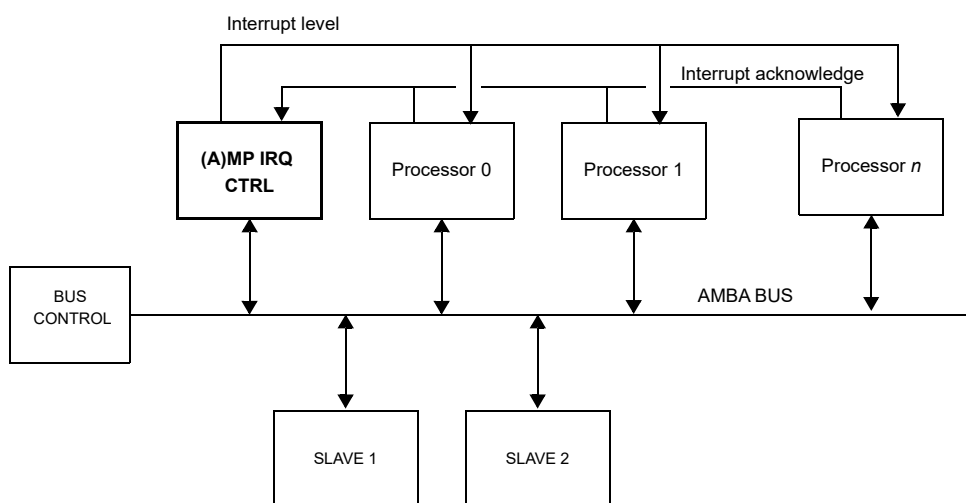 Interrupt level
Interrupt acknowledge
(A)MP IRQ
CTRL
Processor 0
Processor 1
Processor n
BUS
CONTROL
AMBA BUS
SLAVE 1
SLAVE 2